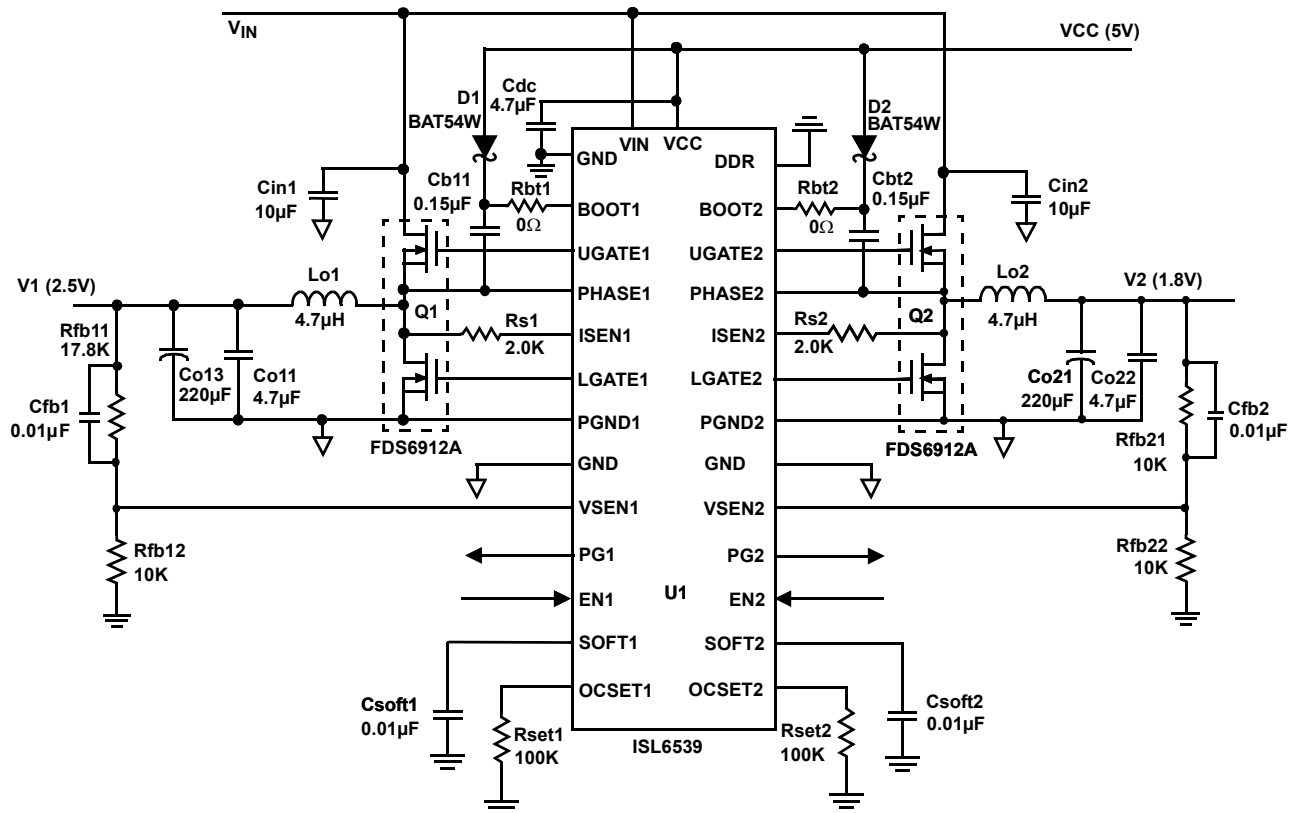 VIN
VCC (5V)
D1
BAT54W
Cdc
4.7µF
D2
BAT54W
VIN
VCC
GND
DDR
Cin1
10µF
Cb11
0.15µF
Rbt1
0Ω
BOOT1
BOOT2
Rbt2
0Ω
Cbt2
0.15µF
Cin2
10µF
UGATE1
UGATE2
V1 (2.5V)
Lo1
4.7µH
PHASE1
PHASE2
Lo2
4.7µH
V2 (1.8V)
Q1
Rs1
2.0K
ISEN1
ISEN2
Rs2
2.0K
Q2
Rfb11
17.8K
Co13
220µF
Co11
4.7µF
LGATE1
LGATE2
Co21
220µF
Co22
4.7µF
Cfb1
0.01µF
Cfb2
0.01µF
FDS6912A
PGND1
PGND2
FDS6912A
Rfb21
10K
GND
GND
VSEN1
VSEN2
Rfb12
10K
PG1
PG2
Rfb22
10K
EN1
U1
EN2
SOFT1
SOFT2
Csoft1
0.01µF
OCSET1
OCSET2
Csoft2
0.01µF
Rset1
100K
Rset2
100K
ISL6539